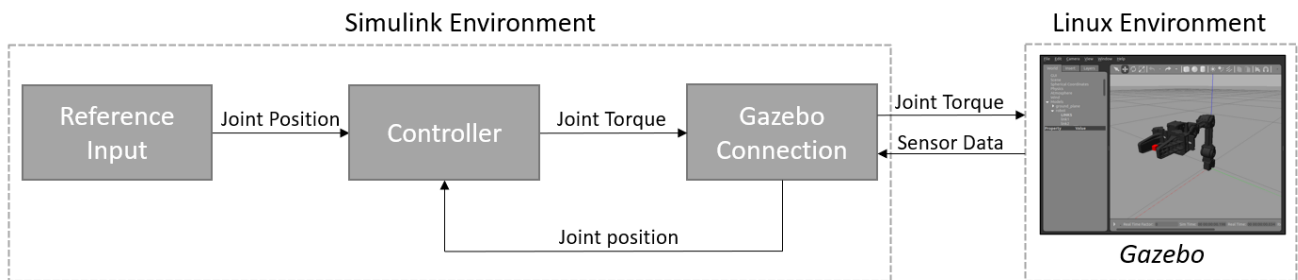 Simulink Environment
Linux Environment
Reference
Input
Joint Position
Controller
Joint Torque
Gazebo
Connection
Joint Torque
Sensor Data
Joint position
Gazebo